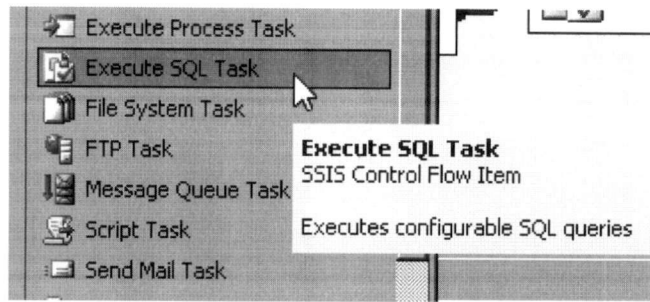 Execute Process Task
Execute SQL Task
File System Task
FTP Task
Message Queue Task
Script Task
Send Mail Task
Execute SQL Task
SSIS Control Flow Item
Executes configurable SQL queries